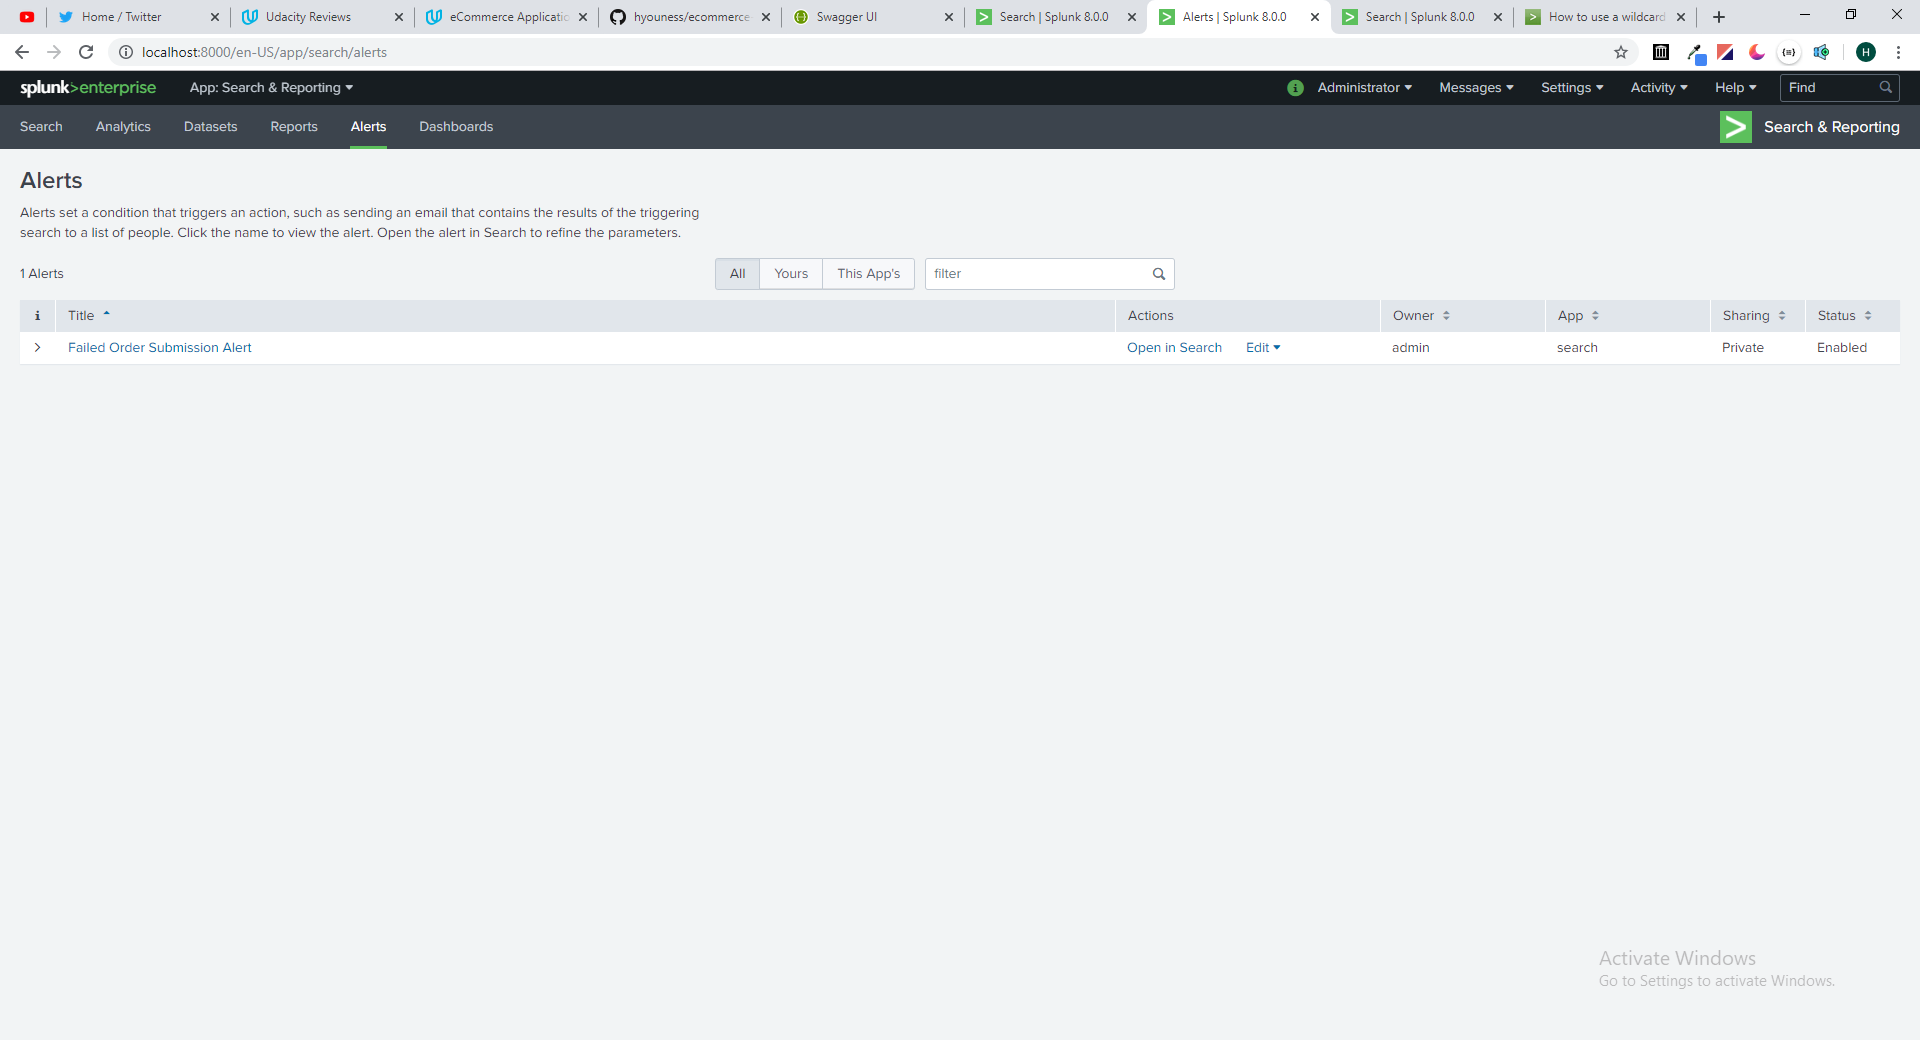 Home / Twitter
Udacity Reviews
eCommerce Applicatio
hyouness/ecommerce
Swagger UI
Search | Splunk 8.0.0
Alerts | Splunk 8.0.0
Search | Splunk 8.0.0
How to use a wildcard
localhost:8000/en-US/app/search/alerts
H
splunk>enterprise App: Search & Reporting
i Administrator Messages Settings Activity Help Find
Search Analytics Datasets Reports Alerts Dashboards
> Search & Reporting
Alerts
Alerts set a condition that triggers an action, such as sending an email that contains the results of the triggering
search to a list of people. Click the name to view the alert. Open the alert in Search to refine the parameters.
1 Alerts All Yours This App's filter
i Title Actions Owner App Sharing Status
Failed Order Submission Alert Open in Search Edit admin search Private Enabled
Activate Windows
Go to Settings to activate Windows.